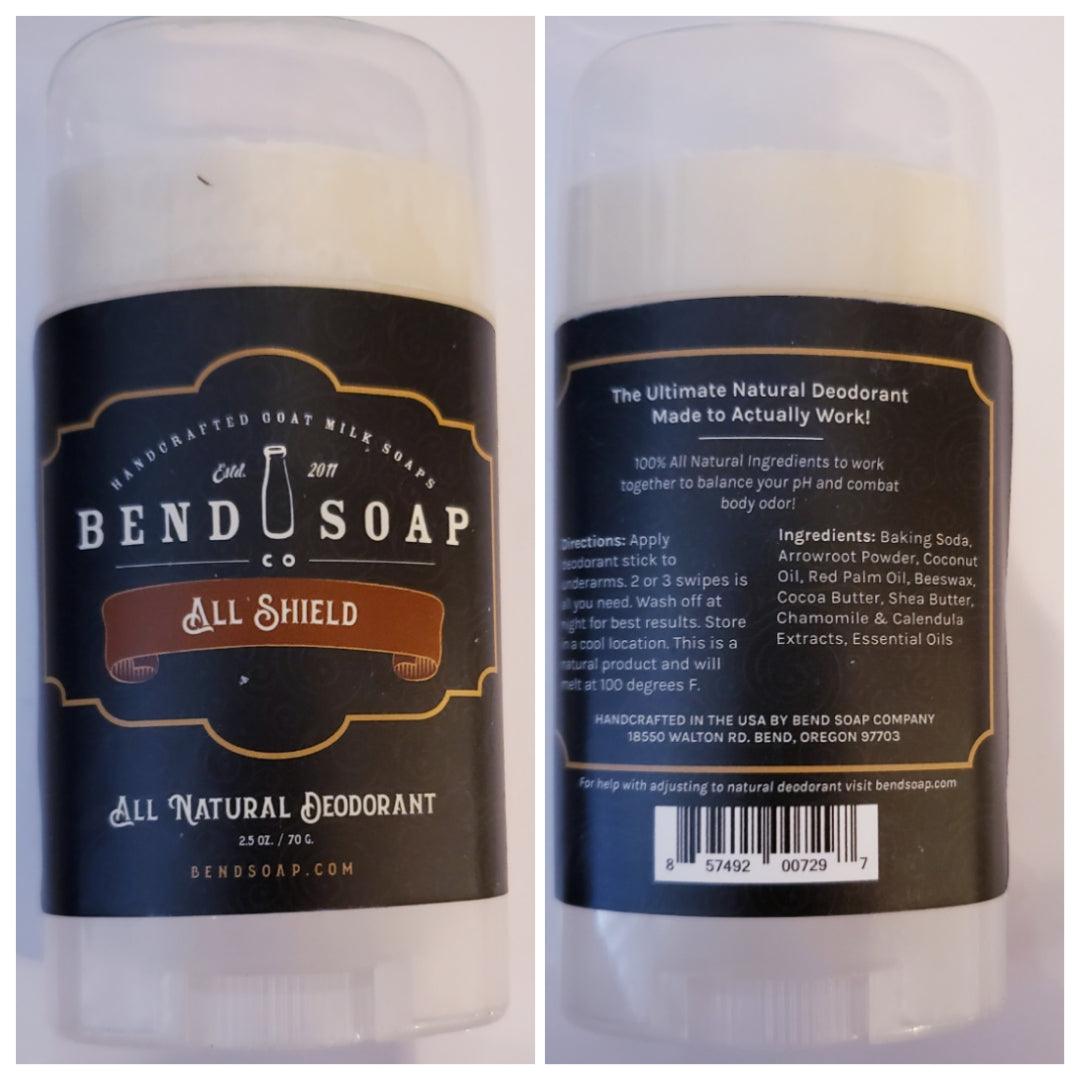 HANDCRAFTED GOAT MILK SOAPS
Estd. 2011
BEND SOAP
CO
ALL SHIELD
ALL NATURAL DEODORANT
2.5 OZ. / 70 G.
BENDSOAP.COM
The Ultimate Natural Deodorant
Made to Actually Work!
100% All Natural Ingredients to work
together to balance your pH and combat
body odor!
Directions: Apply
deodorant stick to
underarms. 2 or 3 swipes is
all you need. Wash off at
night for best results. Store
in a cool location. This is a
natural product and will
melt at 100 degrees F.
Ingredients: Baking Soda,
Arrowroot Powder, Coconut
Oil, Red Palm Oil, Beeswax,
Cocoa Butter, Shea Butter,
Chamomile & Calendula
Extracts, Essential Oils
HANDCRAFTED IN THE USA BY BEND SOAP COMPANY
18550 WALTON RD. BEND, OREGON 97703
For help with adjusting to natural deodorant visit bendsoap.com
8 57492 00729 7